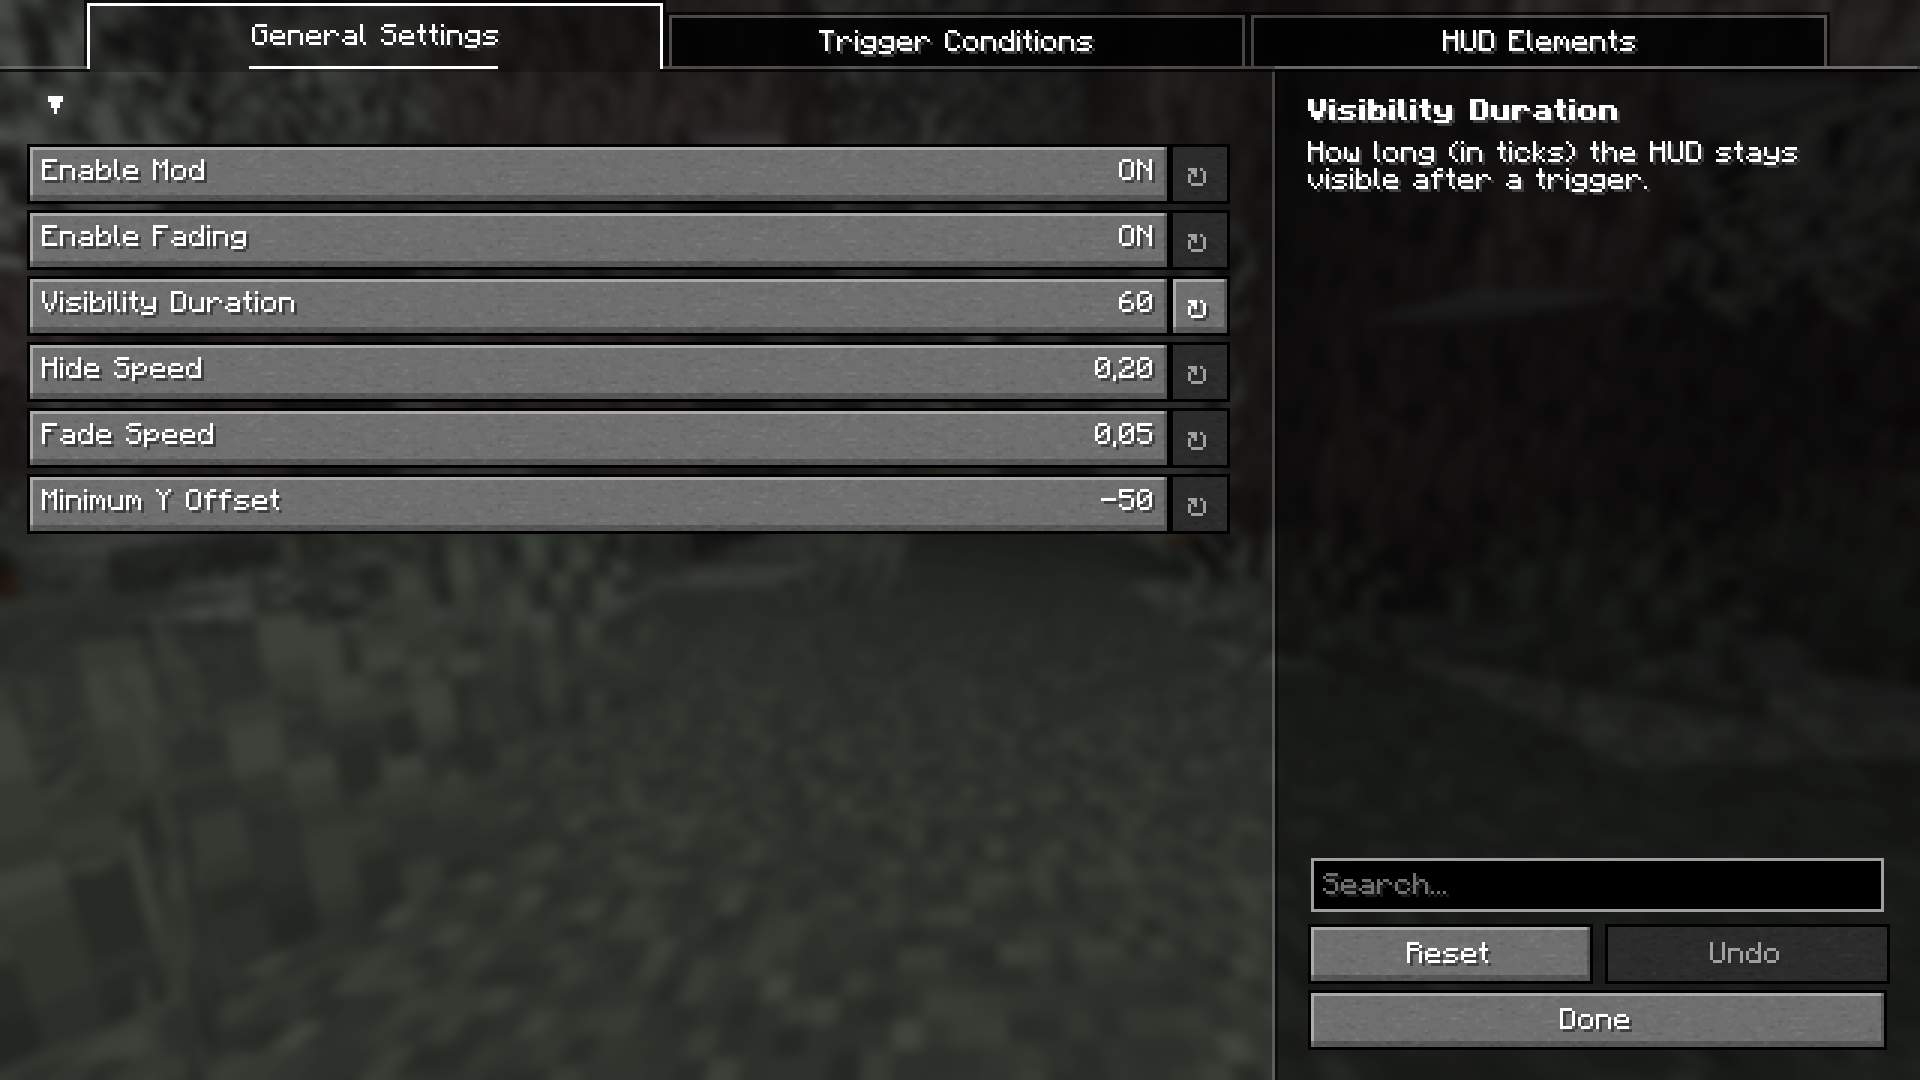 General Settings
Trigger Conditions
HUD Elements
Enable Mod
ON
Enable Fading
ON
Visibility Duration
60
Hide Speed
0,20
Fade Speed
0,05
Minimum Y Offset
-50
Visibility Duration
How long (in ticks) the HUD stays
visible after a trigger.
Search...
Reset
Undo
Done